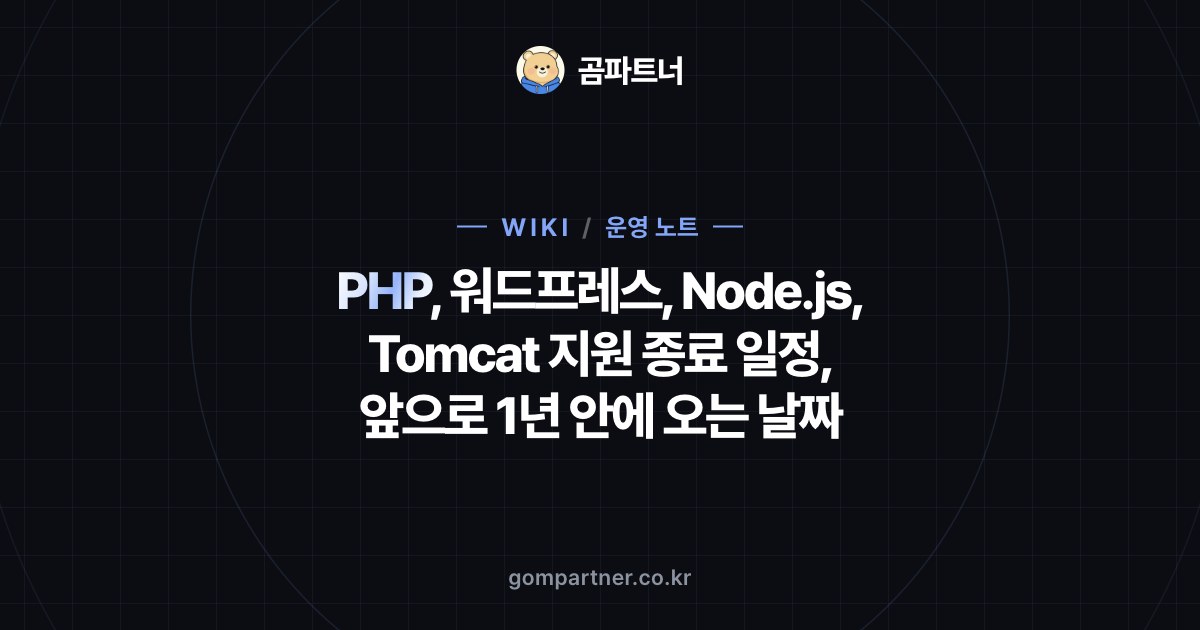 곰파트너
WIKI / 운영 노트
PHP, 워드프레스, Node.js,
Tomcat 지원 종료 일정,
앞으로 1년 안에 오는 날짜
gompartner.co.kr